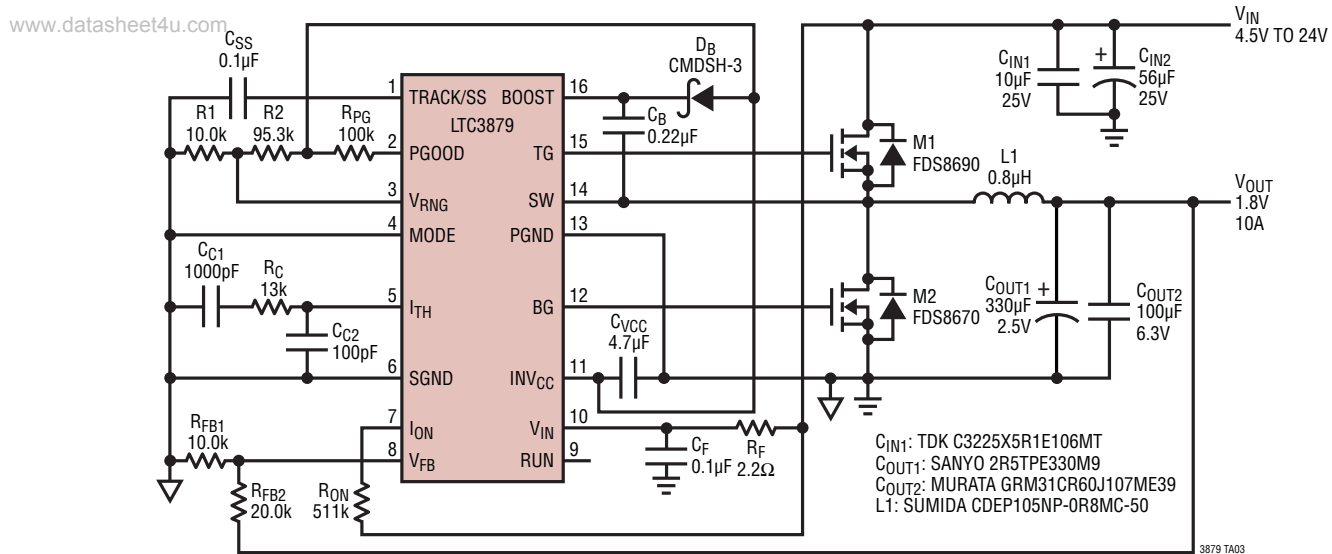 www.datasheet4u.com
CSS
0.1µF
R1
10.0k
R2
95.3k
RPG
100k
CC1
1000pF
RC
13k
CC2
100pF
RFB1
10.0k
RFB2
20.0k
RON
511k
1
TRACK/SS
2
PGOOD
3
VRNG
4
MODE
5
ITH
6
SGND
7
ION
8
VFB
LTC3879
16
BOOST
15
TG
14
SW
13
PGND
12
BG
11
INVCC
10
VIN
9
RUN
DB
CMDSH-3
CB
0.22µF
CVCC
4.7µF
CF
0.1µF
RF
2.2Ω
M1
FDS8690
M2
FDS8670
L1
0.8µH
CIN1
10µF
25V
+
CIN2
56µF
25V
VIN
4.5V TO 24V
VOUT
1.8V
10A
COUT1
330µF
2.5V
+
COUT2
100µF
6.3V
CIN1: TDK C3225X5R1E106MT
COUT1: SANYO 2R5TPE330M9
COUT2: MURATA GRM31CR60J107ME39
L1: SUMIDA CDEP105NP-0R8MC-50
3879 TA03